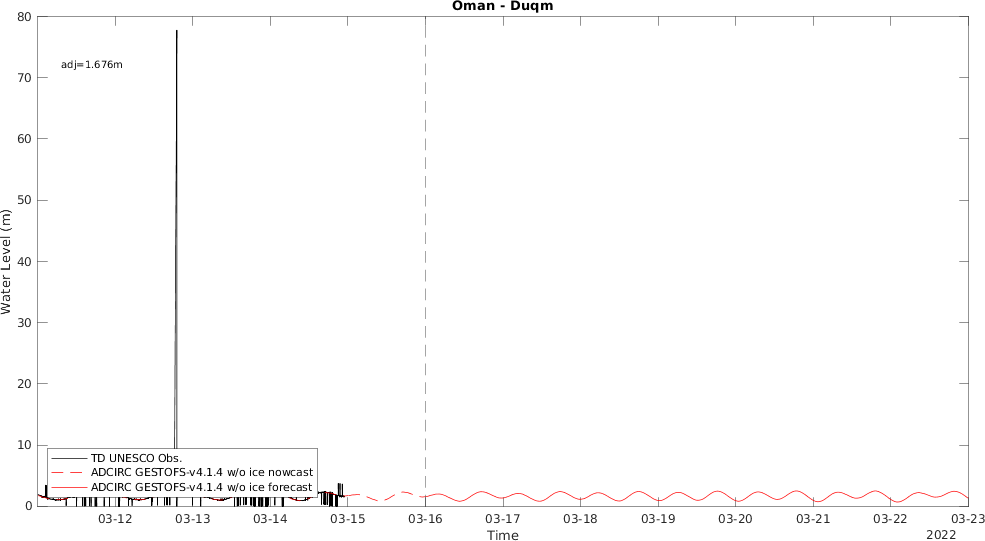 Oman - Duqm
80
adj=1.676m
70
60
50
40
30
20
10
0
Water Level (m)
TD UNESCO Obs.
ADCIRC GESTOFS-v4.1.4 w/o ice nowcast
ADCIRC GESTOFS-v4.1.4 w/o ice forecast
03-12 03-13 03-14 03-15 03-16 03-17 03-18 03-19 03-20 03-21 03-22 03-23
Time
2022